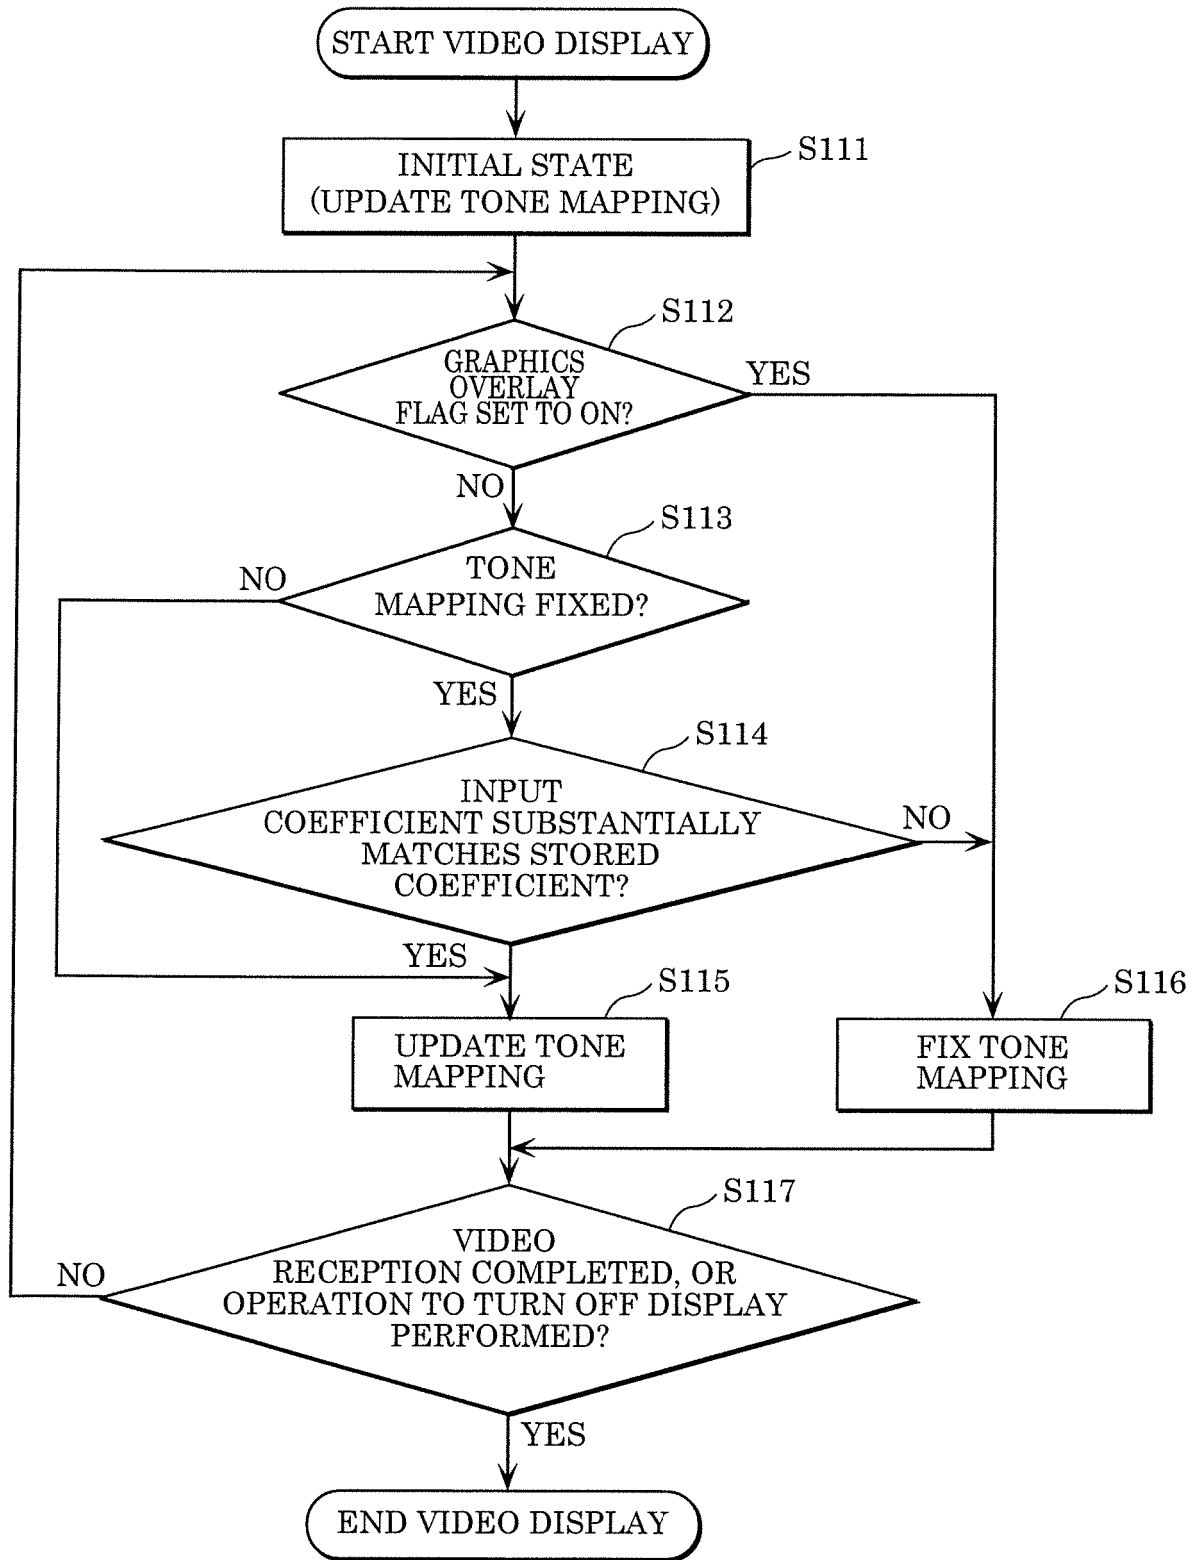 START VIDEO DISPLAY
INITIAL STATE
(UPDATE TONE MAPPING)
S111
S112
GRAPHICS
OVERLAY
FLAG SET TO ON?
YES
NO
S113
TONE
MAPPING FIXED?
NO
YES
S114
INPUT
COEFFICIENT SUBSTANTIALLY
MATCHES STORED
COEFFICIENT?
NO
YES
S115
UPDATE TONE
MAPPING
S116
FIX TONE
MAPPING
S117
VIDEO
RECEPTION COMPLETED, OR
OPERATION TO TURN OFF DISPLAY
PERFORMED?
NO
YES
END VIDEO DISPLAY